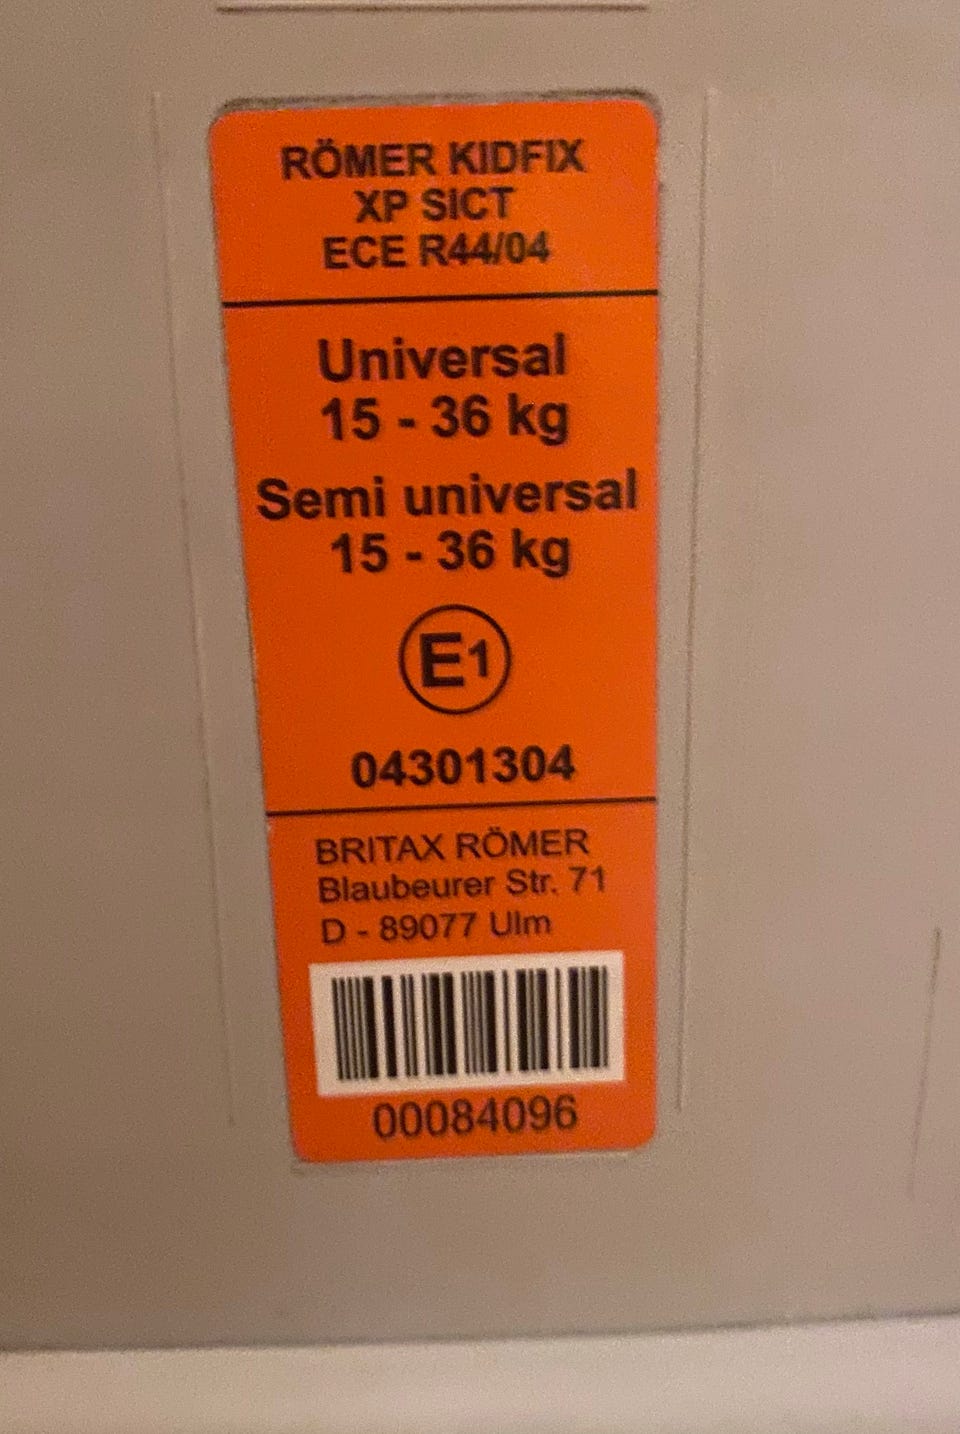 RÖMER KIDFIX
XP SICT
ECE R44/04
Universal
15 - 36 kg
Semi universal
15 - 36 kg
E1
04301304
BRITAX RÖMER
Blaubeurer Str. 71
D - 89077 Ulm
00084096